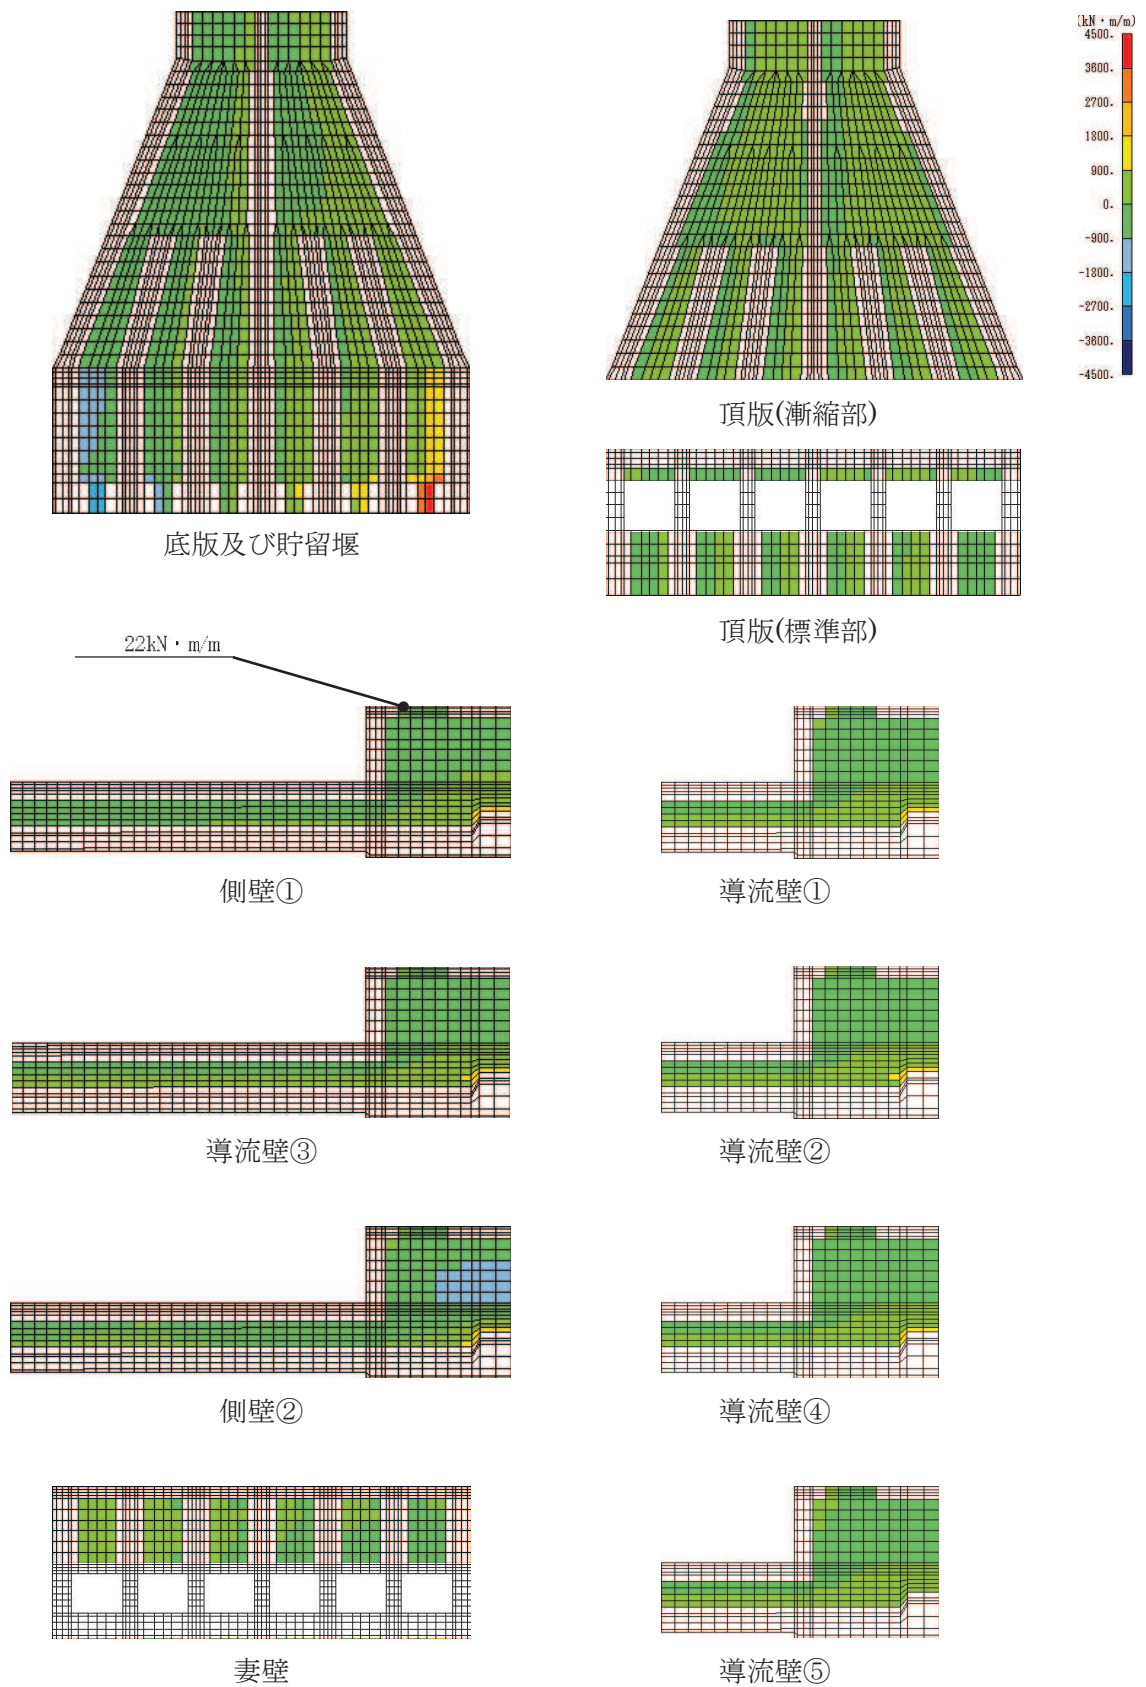 (kN・m/m)
4500.
3600.
2700.
1800.
900.
0.
-900.
-1800.
-2700.
-3600.
-4500.
頂版(漸縮部)
底版及び貯留堰
頂版(標準部)
22kN・m/m
側壁①
導流壁①
導流壁③
導流壁②
側壁②
導流壁④
妻壁
導流壁⑤